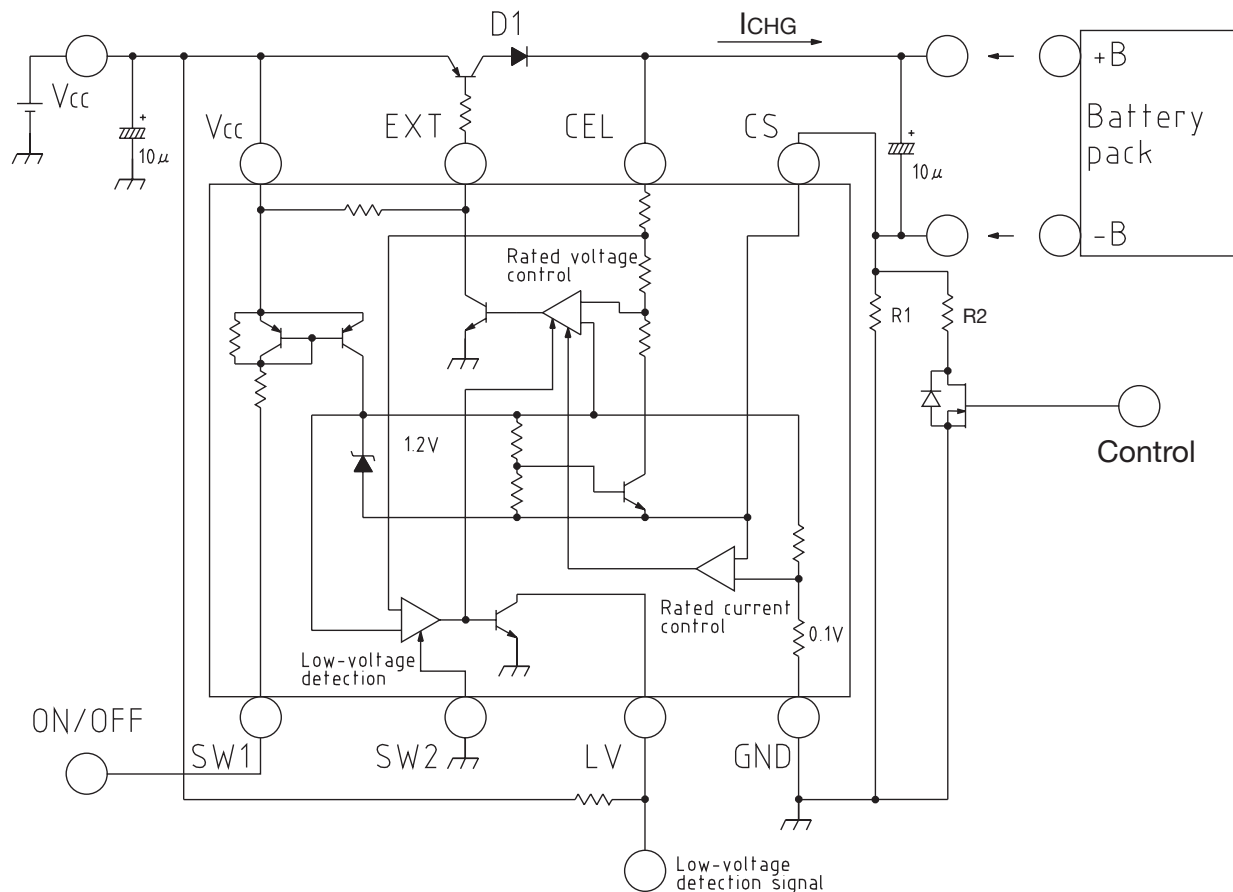 D1
ICHG
Vcc
+B
Vcc
EXT
CEL
CS
Battery
pack
10μ
10μ
-B
Rated voltage
control
R1
R2
1.2V
Control
Rated current
control
0.1V
Low-voltage
detection
ON/OFF
SW1
SW2
LV
GND
Low-voltage
detection signal